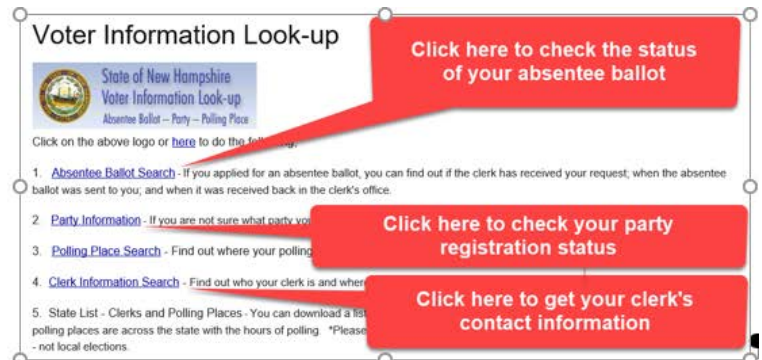 Voter Information Look-up
Click here to check the status
of your absentee ballot
State of New Hampshire
Voter Information Look-up
Absentee Ballot – Party – Polling Place
Click on the above logo or here to do the
1. Absentee Ballot Search - If you applied for an absentee ballot, you can find out if the clerk has received your request; when the absentee
ballot was sent to you; and when it was received back in the clerk's office.
2 Party Information - If you are not sure what party
Click here to check your party
registration status
3. Polling Place Search - Find out where your polling
4. Clerk Information Search - Find out who your clerk is and
Click here to get your clerk's
contact information
5. State List - Clerks and Polling Places - You can download a
polling places are across the state with the hours of polling. *Please
- not local elections.